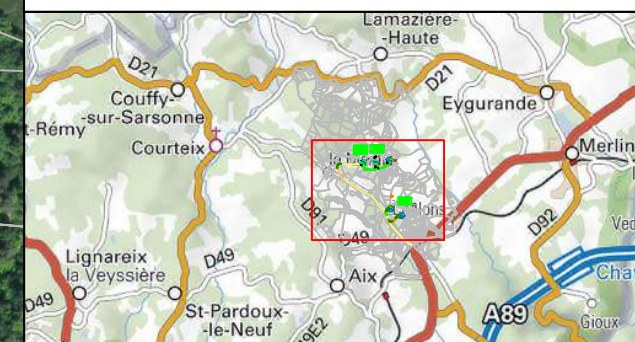 Lamazière-
-Haute
D21
D21
Couffy-
-sur-Sarsonne
Eygurande
t-Rémy
Courteix
Merlin
D91
D92
D49
Lignareix
la Veyssière
D49
Aix
D49
St-Pardoux-
-le-Neuf
A89
Gioux